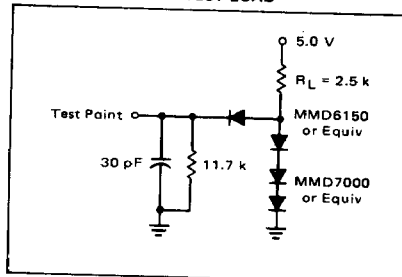 5.0 V
R_L = 2.5 k
Test Point
MMD6150
or Equiv
30 pF
11.7 k
MMD7000
or Equiv